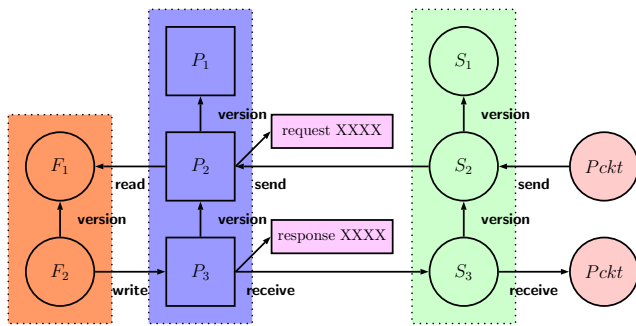 P1
S1
version
version
request XXXX
F1
P2
S2
Pckt
read
send
send
version
version
version
response XXXX
F2
P3
S3
Pckt
write
receive
receive